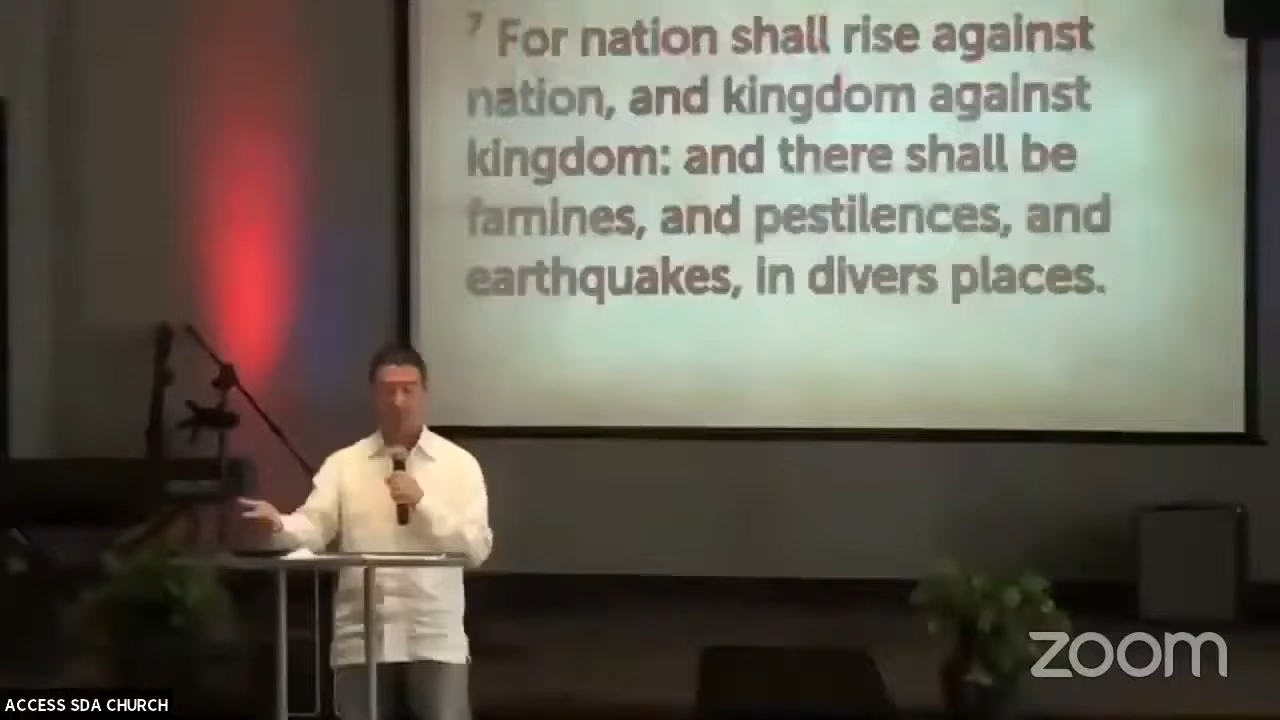 7 For nation shall rise against
nation, and kingdom against
kingdom: and there shall be
famines, and pestilences, and
earthquakes, in divers places.
zoom
ACCESS SDA CHURCH